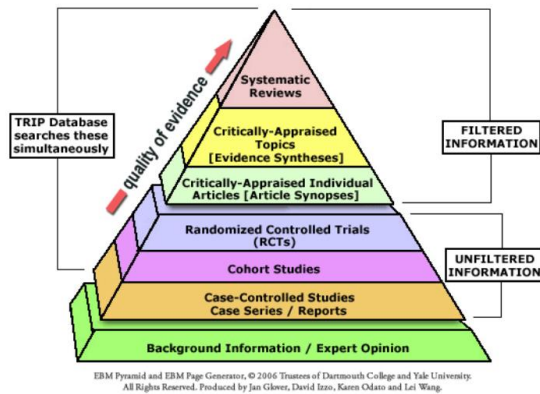 Systematic
Reviews
TRIP Database
searches these
simultaneously
quality of evidence
Critically-Appraised
Topics
[Evidence Syntheses]
FILTERED
INFORMATION
Critically-Appraised Individual
Articles [Article Synopses]
Randomized Controlled Trials
(RCTs)
UNFILTERED
INFORMATION
Cohort Studies
Case-Controlled Studies
Case Series / Reports
Background Information / Expert Opinion
EBM Pyramid and EBM Page Generator, © 2006 Trustees of Dartmouth College and Yale University.
All Rights Reserved. Produced by Jan Glover, David Izzo, Karen Odato and Lei Wang.